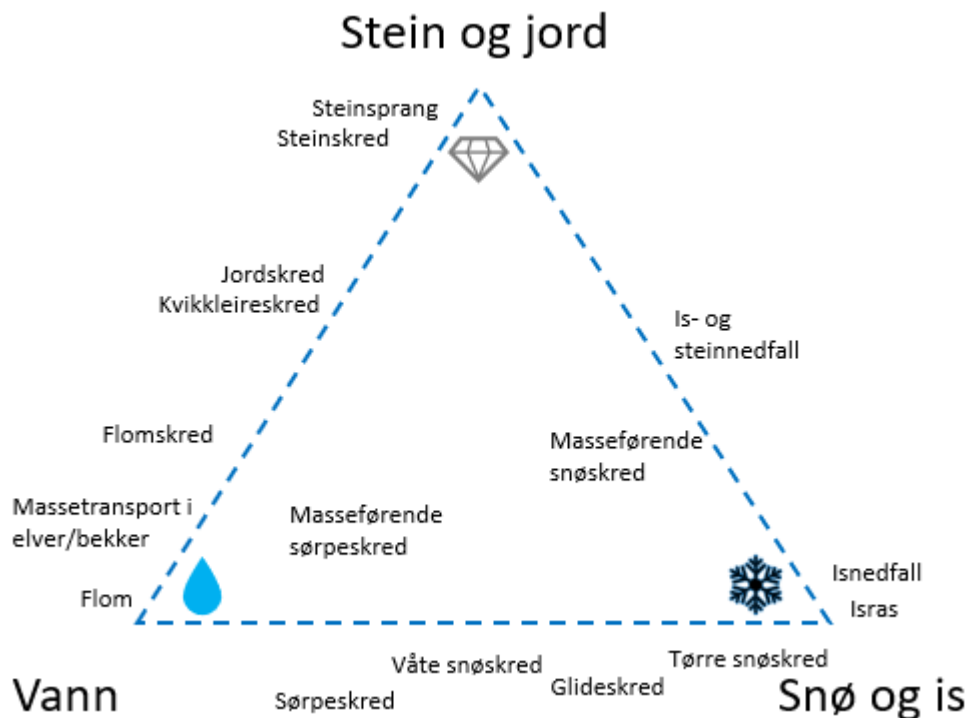 Stein og jord
Steinsprang
Steinskred
Jordskred
Kvikkleireskred
Is- og
steinnedfall
Flomskred
Masseførende
snøskred
Massetransport i
elver/bekker
Masseførende
sørpeskred
Isnedfall
Flom
Isras
Våte snøskred
Tørre snøskred
Vann
Sørpeskred
Glideskred
Snø og is